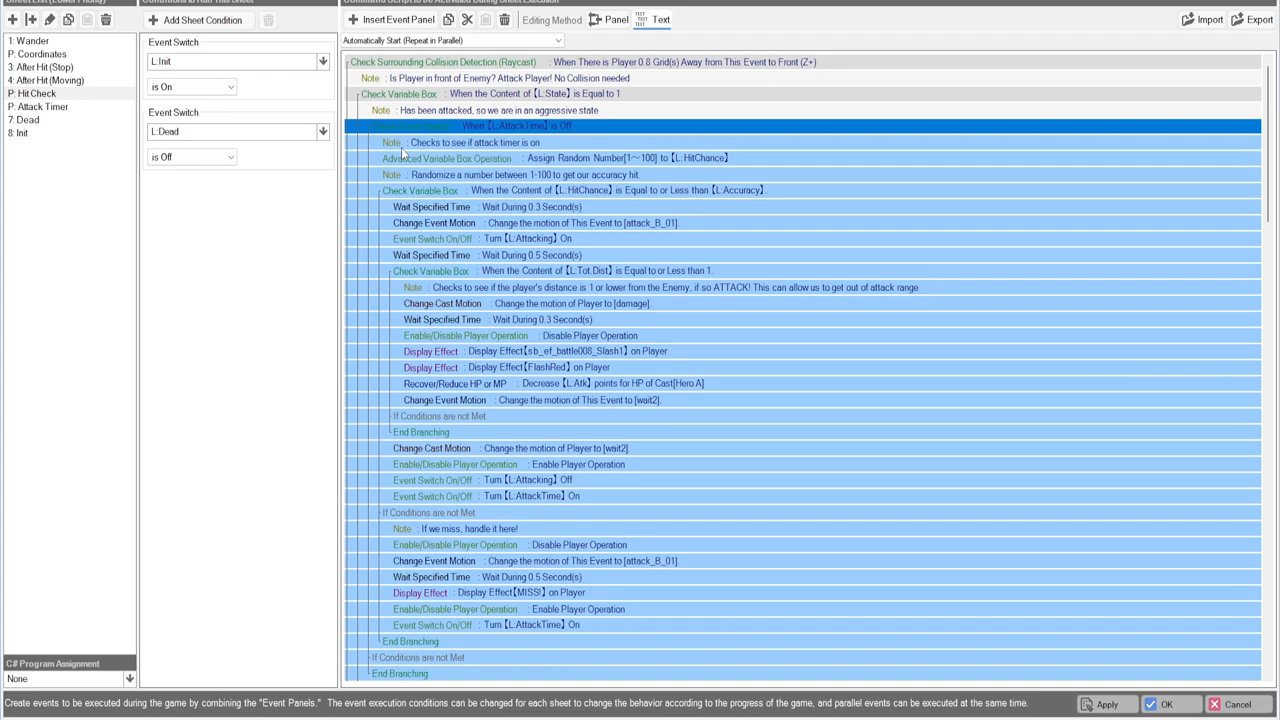 Sheet List (Lower Priority)
Conditions to Run This Sheet
Command Script to be Activated During Sheet Execution
Add Sheet Condition
Insert Event Panel
Editing Method
Panel
Text
Import
Export
1: Wander
P: Coordinates
3: After Hit (Stop)
4: After Hit (Moving)
P: Hit Check
P: Attack Timer
7: Dead
8: Init
Event Switch
L:Init
is On
Event Switch
L:Dead
is Off
Automatically Start (Repeat in Parallel)
Check Surrounding Collision Detection (Raycast) : When There is Player 0.8 Grid(s) Away from This Event to Front (Z+)
Note : Is Player in front of Enemy? Attack Player! No Collision needed
Check Variable Box : When the Content of【L:State】is Equal to 1
Note : Has been attacked, so we are in an aggressive state
: When【L:AttackTime】is Off
Note : Checks to see if attack timer is on
Advanced Variable Box Operation : Assign Random Number[1～100] to【L:HitChance】
Note : Randomize a number between 1-100 to get our accuracy hit.
Check Variable Box : When the Content of【L:HitChance】is Equal to or Less than【L:Accuracy】.
Wait Specified Time : Wait During 0.3 Second(s)
Change Event Motion : Change the motion of This Event to [attack_B_01].
Event Switch On/Off : Turn【L:Attacking】On
Wait Specified Time : Wait During 0.5 Second(s)
Check Variable Box : When the Content of【L:Tot.Dist】is Equal to or Less than 1.
Note : Checks to see if the player's distance is 1 or lower from the Enemy, if so ATTACK! This can allow us to get out of attack range
Change Cast Motion : Change the motion of Player to [damage].
Wait Specified Time : Wait During 0.3 Second(s)
Enable/Disable Player Operation : Disable Player Operation
Display Effect : Display Effect【sb_ef_battle008_Slash1】on Player
Display Effect : Display Effect【FlashRed】on Player
Recover/Reduce HP or MP : Decrease【L:Atk】points for HP of Cast[Hero A]
Change Event Motion : Change the motion of This Event to [wait2].
If Conditions are not Met
End Branching
Change Cast Motion : Change the motion of Player to [wait2].
Enable/Disable Player Operation : Enable Player Operation
Event Switch On/Off : Turn【L:Attacking】Off
Event Switch On/Off : Turn【L:AttackTime】On
If Conditions are not Met
Note : If we miss, handle it here!
Enable/Disable Player Operation : Disable Player Operation
Change Event Motion : Change the motion of This Event to [attack_B_01].
Wait Specified Time : Wait During 0.5 Second(s)
Display Effect : Display Effect【MISS!】on Player
Enable/Disable Player Operation : Enable Player Operation
Event Switch On/Off : Turn【L:AttackTime】On
End Branching
If Conditions are not Met
End Branching
C# Program Assignment
None
Create events to be executed during the game by combining the "Event Panels." The event execution conditions can be changed for each sheet to change the behavior according to the progress of the game, and parallel events can be executed at the same time.
Apply
OK
Cancel